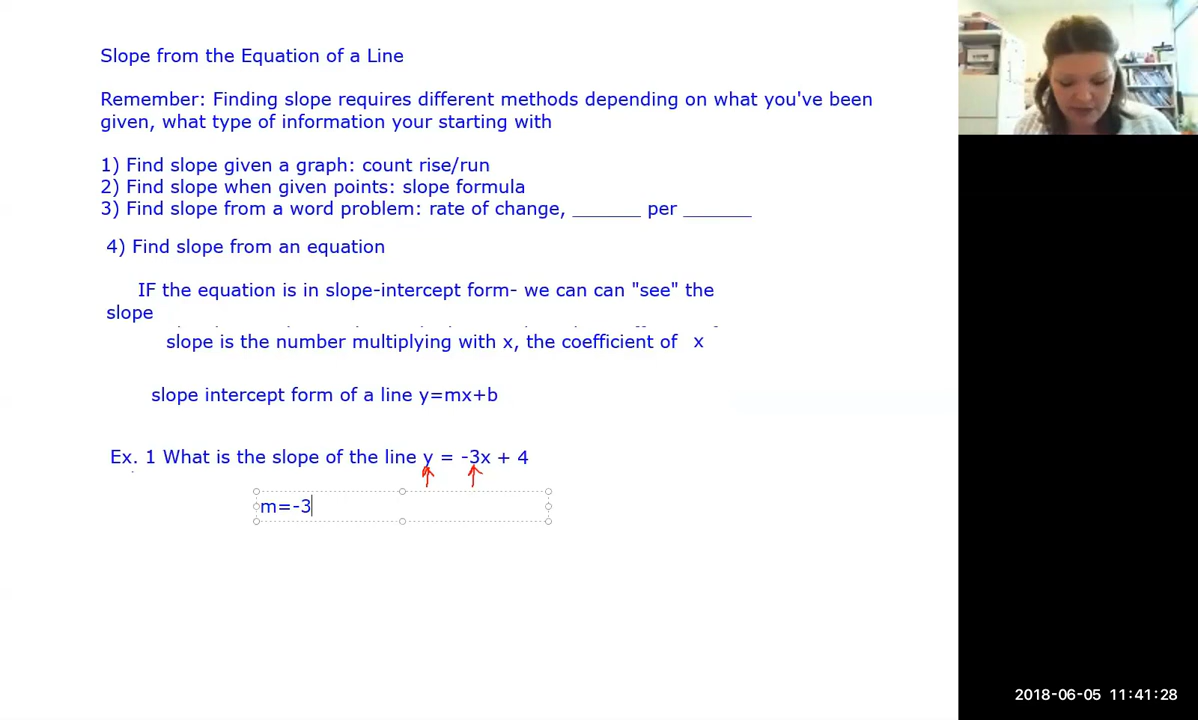 Slope from the Equation of a Line
Remember: Finding slope requires different methods depending on what you've been
given, what type of information your starting with
1) Find slope given a graph: count rise/run
2) Find slope when given points: slope formula
3) Find slope from a word problem: rate of change, ______ per ______
4) Find slope from an equation
IF the equation is in slope-intercept form- we can can "see" the
slope
slope is the number multiplying with x, the coefficient of x
slope intercept form of a line y=mx+b
Ex. 1 What is the slope of the line y = -3x + 4
m=-3
2018-06-05 11:41:28